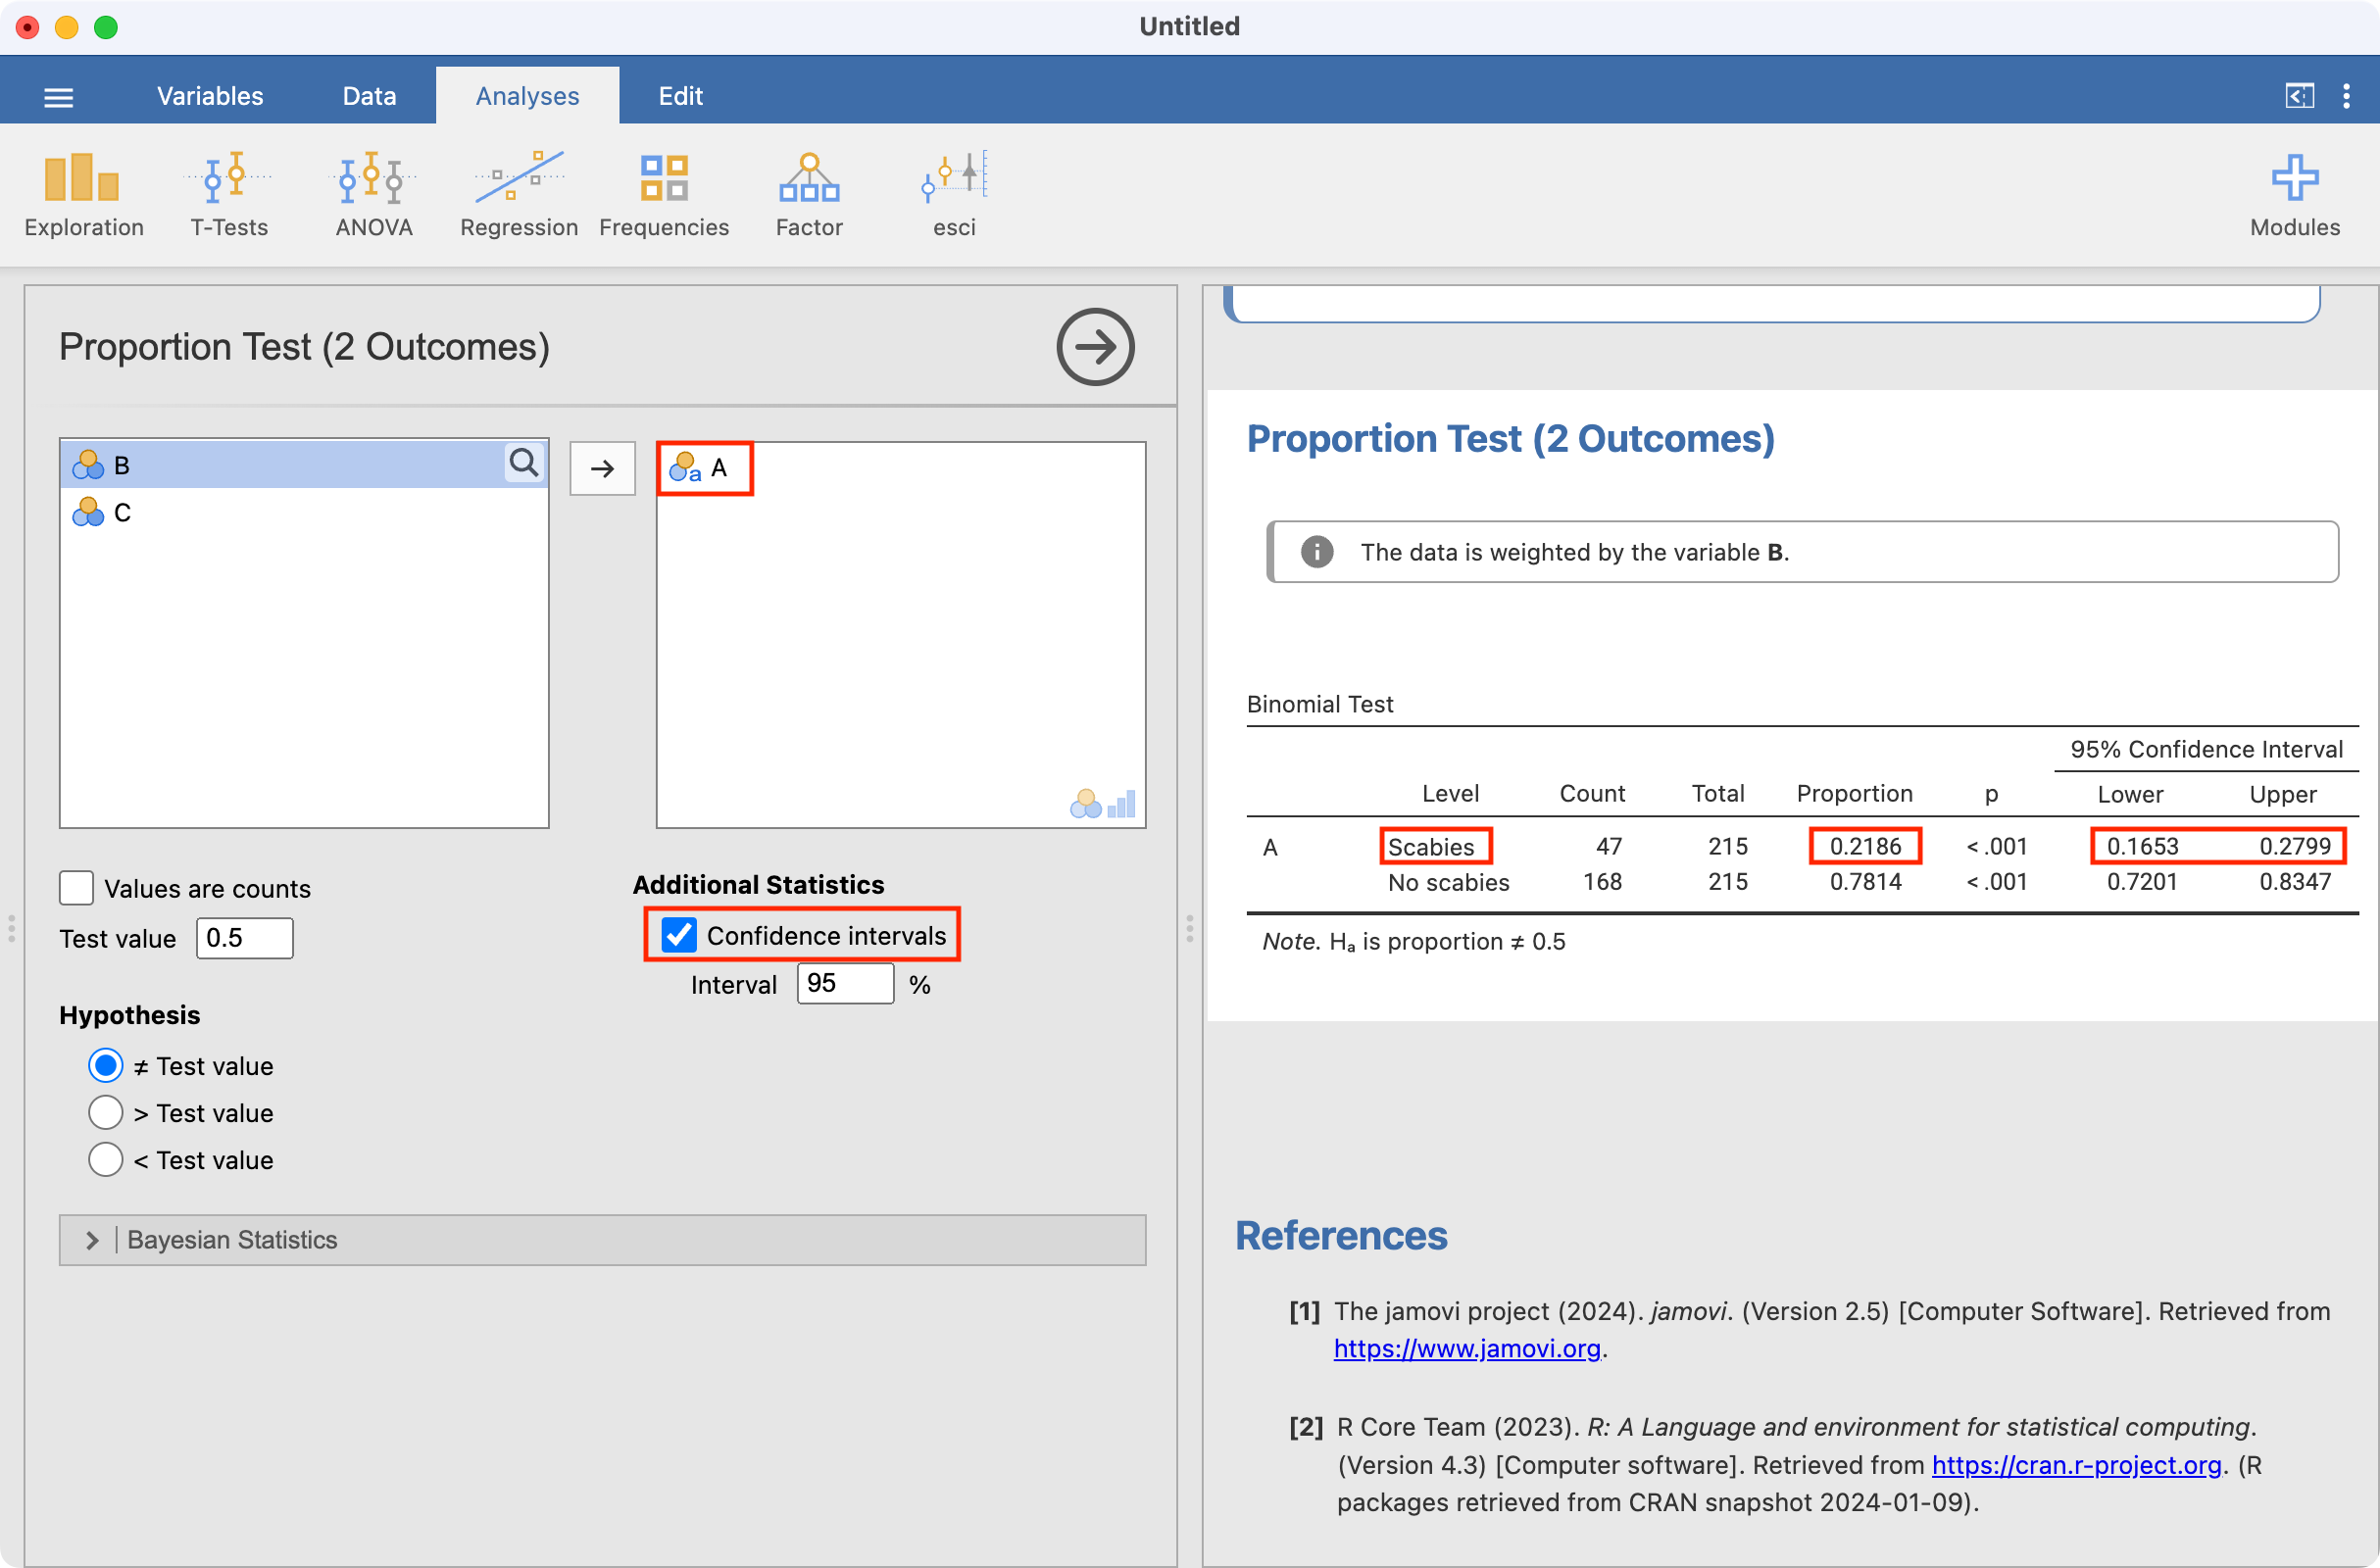 Untitled
Variables Data Analyses Edit
Exploration T-Tests ANOVA Regression Frequencies Factor esci Modules
Proportion Test (2 Outcomes)
B
C
a A
Values are counts
Test value 0.5
Hypothesis
≠ Test value
> Test value
< Test value
Additional Statistics
Confidence intervals
Interval 95 %
Bayesian Statistics
Proportion Test (2 Outcomes)
i The data is weighted by the variable B.
Binomial Test
95% Confidence Interval
Level Count Total Proportion p Lower Upper
A Scabies 47 215 0.2186 < .001 0.1653 0.2799
No scabies 168 215 0.7814 < .001 0.7201 0.8347
Note. Hₐ is proportion ≠ 0.5
References
[1] The jamovi project (2024). jamovi. (Version 2.5) [Computer Software]. Retrieved from
https://www.jamovi.org.
[2] R Core Team (2023). R: A Language and environment for statistical computing.
(Version 4.3) [Computer software]. Retrieved from https://cran.r-project.org. (R
packages retrieved from CRAN snapshot 2024-01-09).